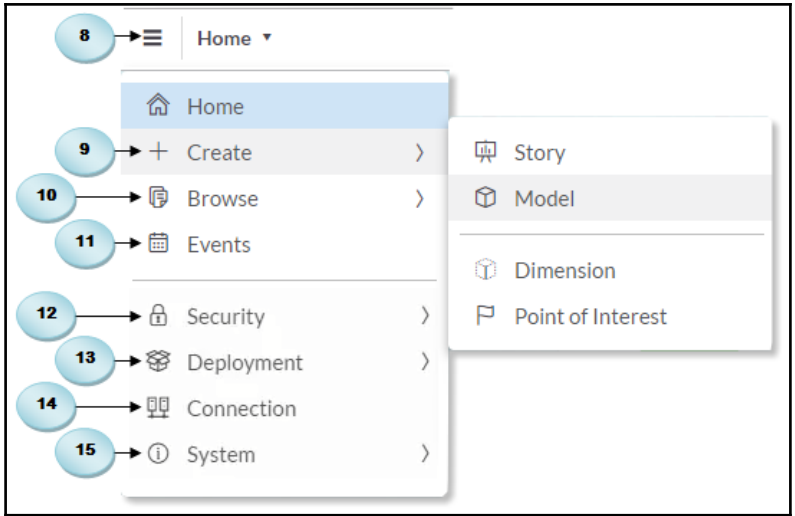 8 Home ▾
Home
9 Create
Story
10 Browse
Model
11 Events
Dimension
12 Security
Point of Interest
13 Deployment
14 Connection
15 System